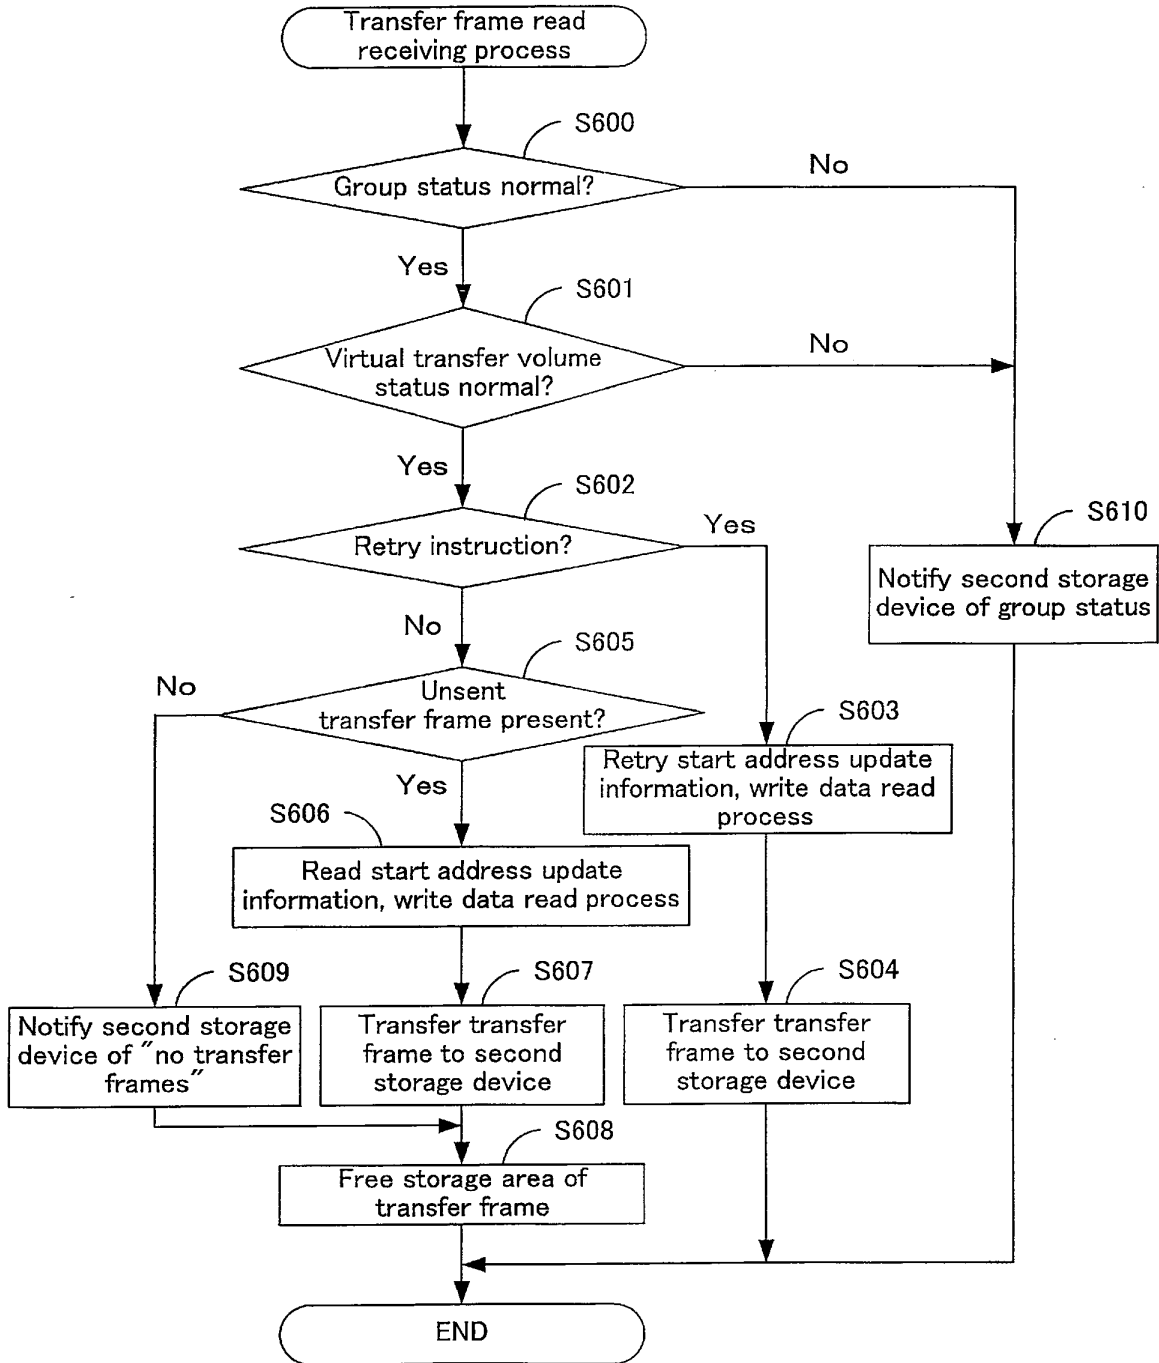 Transfer frame read
receiving process
S600
Group status normal?
No
Yes
S601
Virtual transfer volume
status normal?
No
Yes
S602
Retry instruction?
Yes
S610
Notify second storage
device of group status
No
S605
Unsent
transfer frame present?
No
S603
Retry start address update
information, write data read
process
Yes
S606
Read start address update
information, write data read process
S609
Notify second storage
device of "no transfer
frames"
S607
Transfer transfer
frame to second
storage device
S604
Transfer transfer
frame to second
storage device
S608
Free storage area of
transfer frame
END